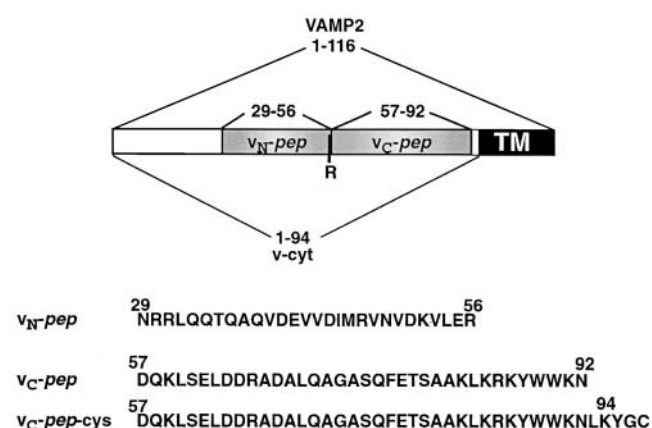 VAMP2
1-116
29-56 57-92
vN-pep vC-pep TM
R
1-94
v-cyt
29 56
vN-pep NRRLQQTQAQVDEVVDIMRVNVDKVLER
57 92
vC-pep DQKLSELDDRADALQAGASQFETSAAKLKRKYWWKN
57 94
vC-pep-cys DQKLSELDDRADALQAGASQFETSAAKLKRKYWWKNLKYGC